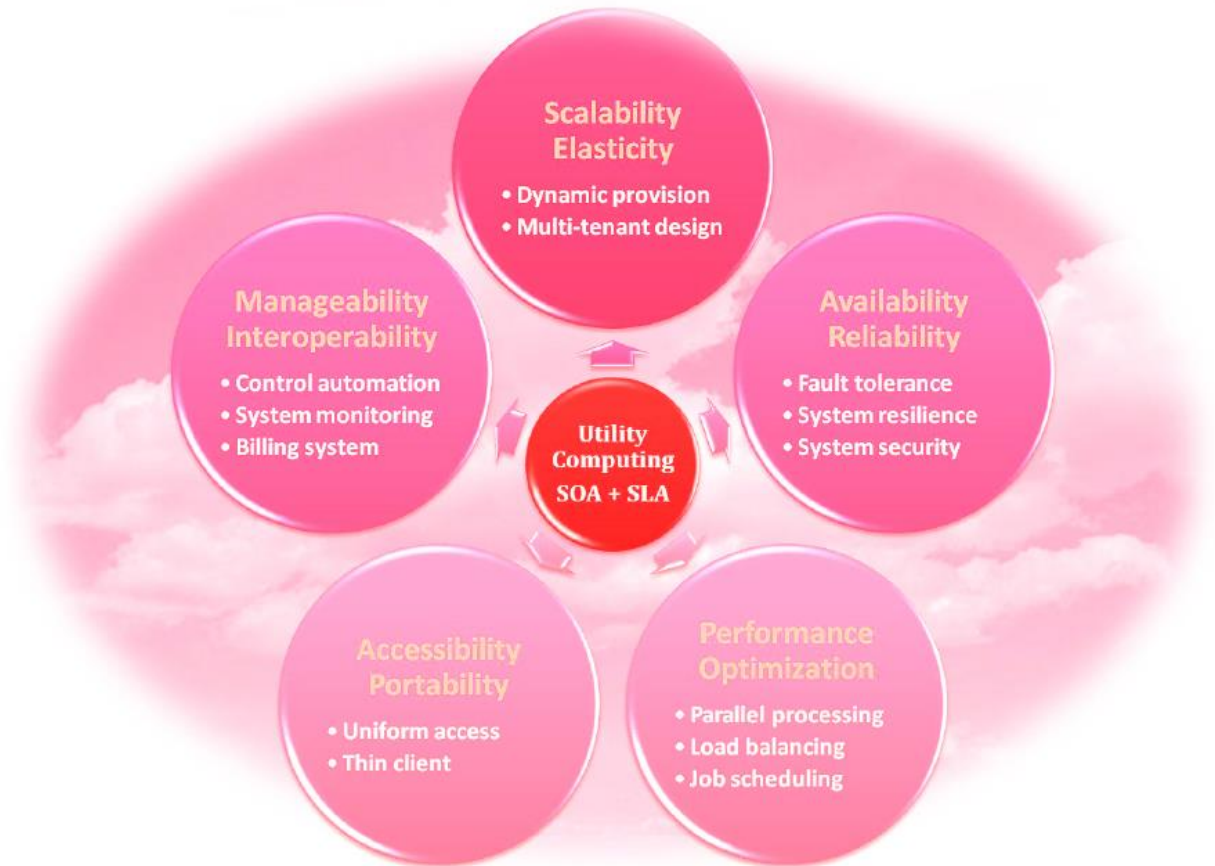 Scalability
Elasticity
• Dynamic provision
• Multi-tenant design
Manageability
Interoperability
• Control automation
• System monitoring
• Billing system
Availability
Reliability
• Fault tolerance
• System resilience
• System security
Utility
Computing
SOA + SLA
Accessibility
Portability
• Uniform access
• Thin client
Performance
Optimization
• Parallel processing
• Load balancing
• Job scheduling